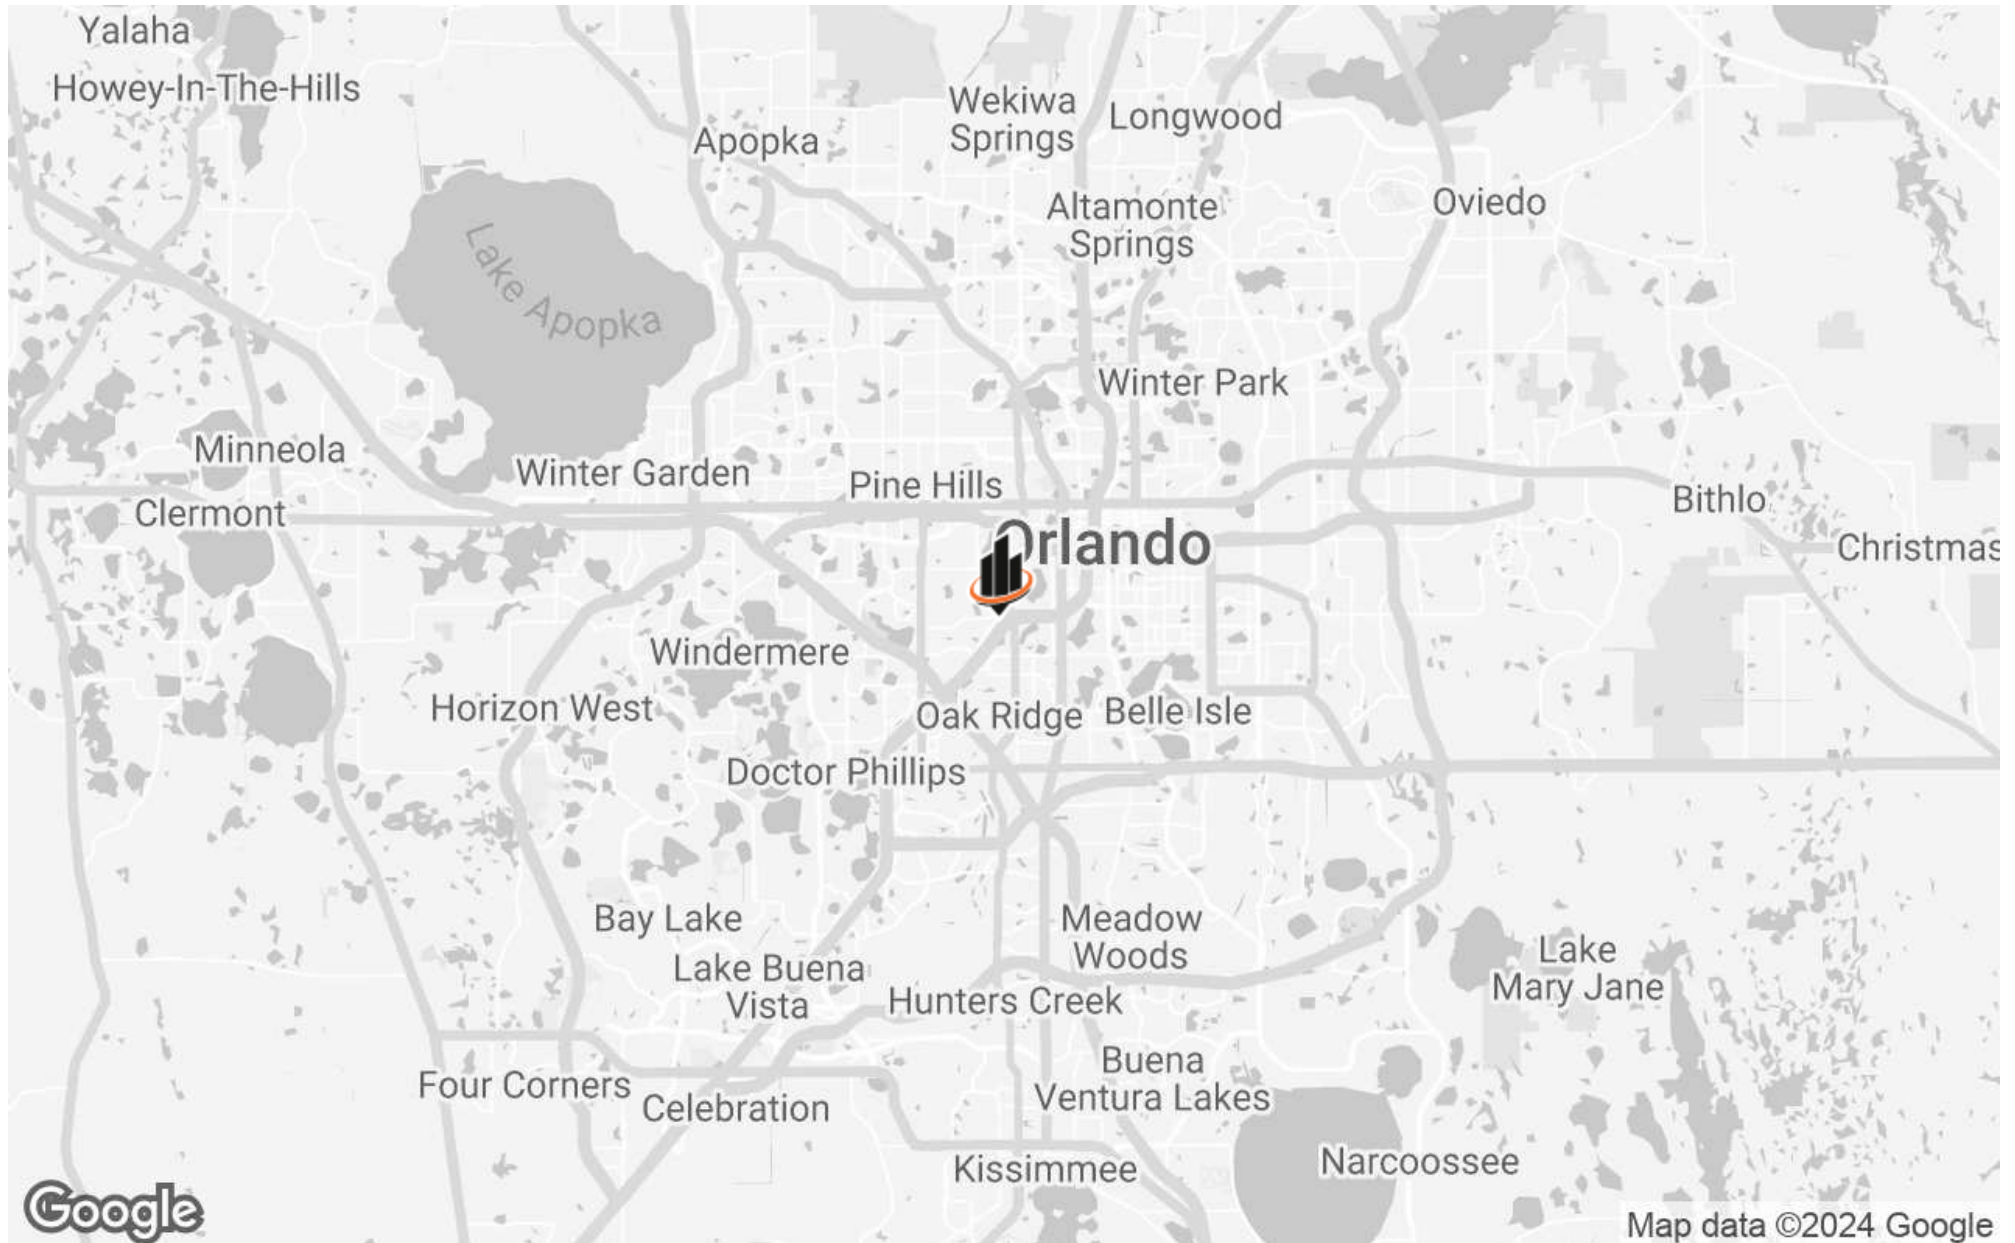 Yalaha
Howey-In-The-Hills
Wekiwa
Springs
Longwood
Apopka
Altamonte
Springs
Oviedo
Lake Apopka
Winter Park
Minneola
Winter Garden
Pine Hills
Bithlo
Clermont
Orlando
Christmas
Windermere
Horizon West
Oak Ridge
Belle Isle
Doctor Phillips
Bay Lake
Meadow
Woods
Lake Buena
Vista
Lake
Mary Jane
Hunters Creek
Buena
Ventura Lakes
Four Corners
Celebration
Kissimmee
Narcoossee
Google
Map data ©2024 Google